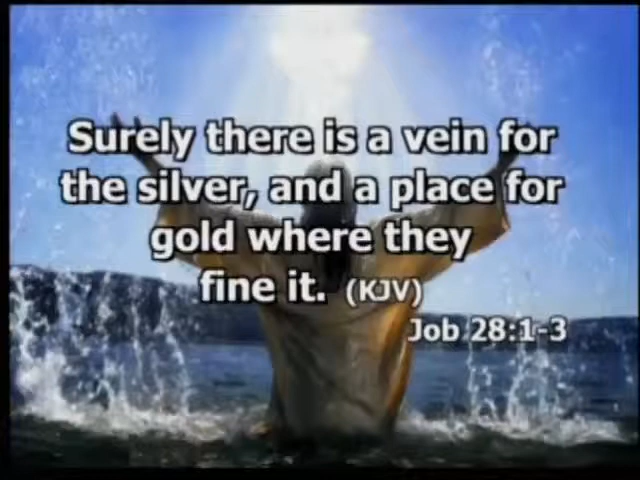 Surely there is a vein for
the silver, and a place for
gold where they
fine it. (KJV)
Job 28:1-3